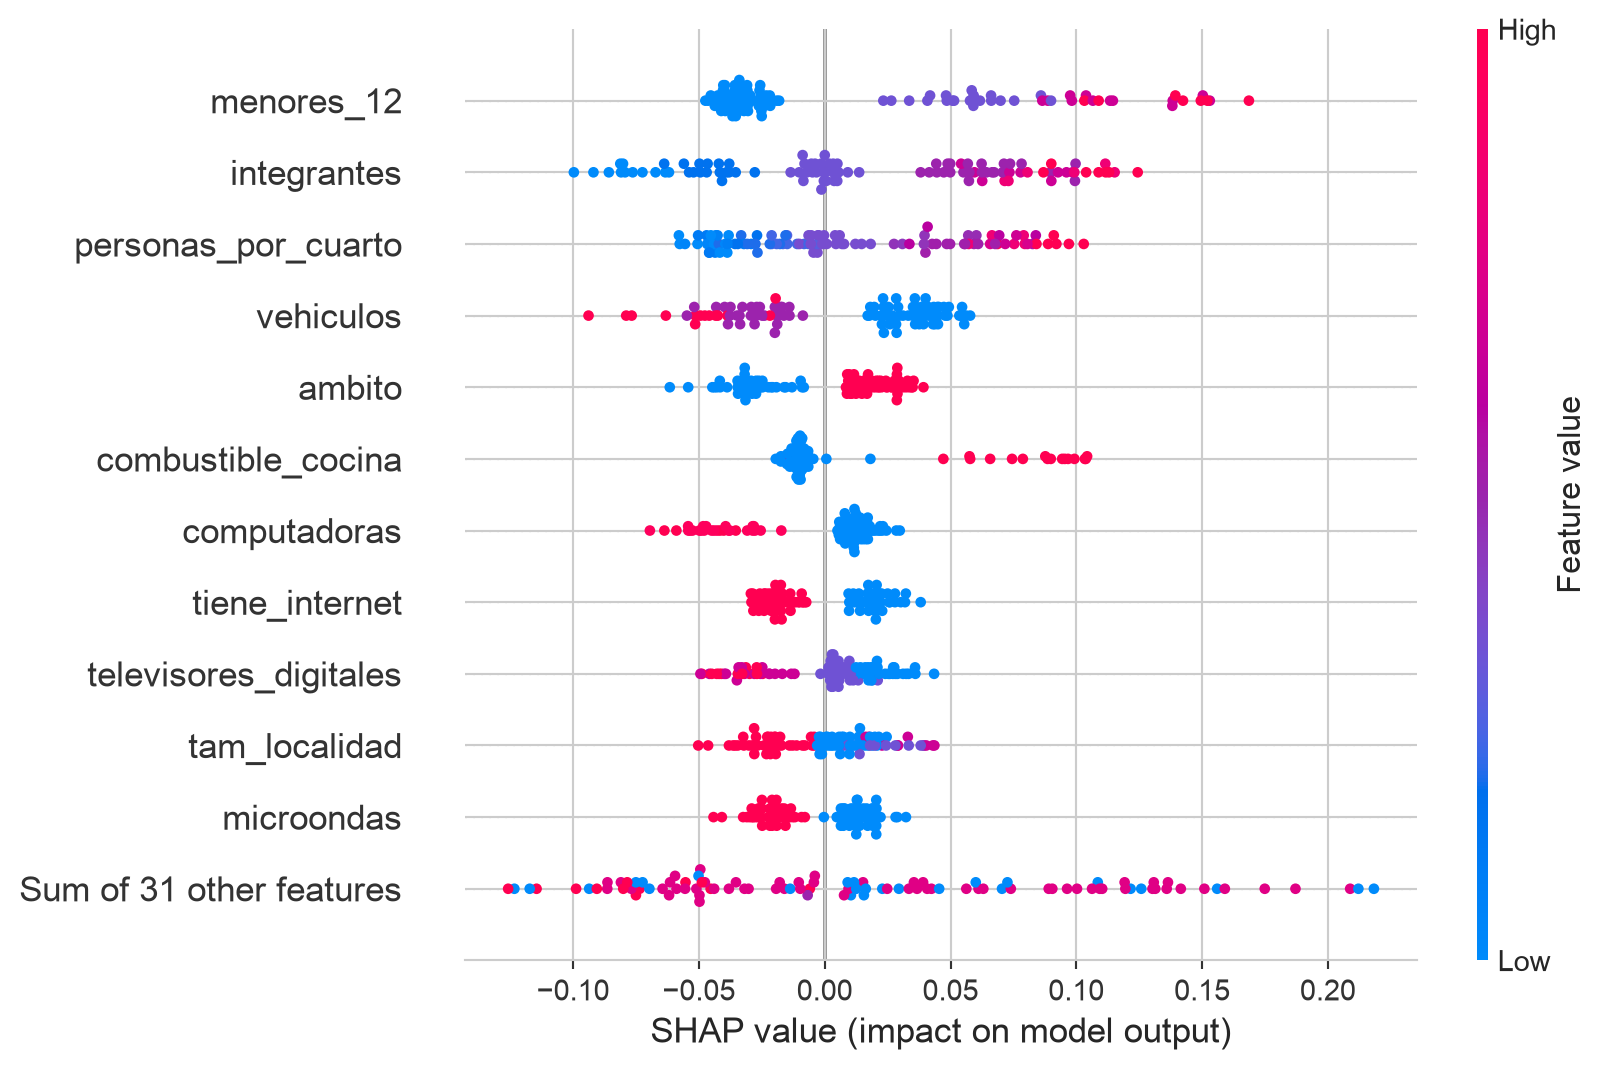 High
menores_12
integrantes
personas_por_cuarto
vehiculos
ambito
combustible_cocina
computadoras
tiene_internet
televisores_digitales
tam_localidad
microondas
Sum of 31 other features
Feature value
Low
−0.10 −0.05 0.00 0.05 0.10 0.15 0.20
SHAP value (impact on model output)